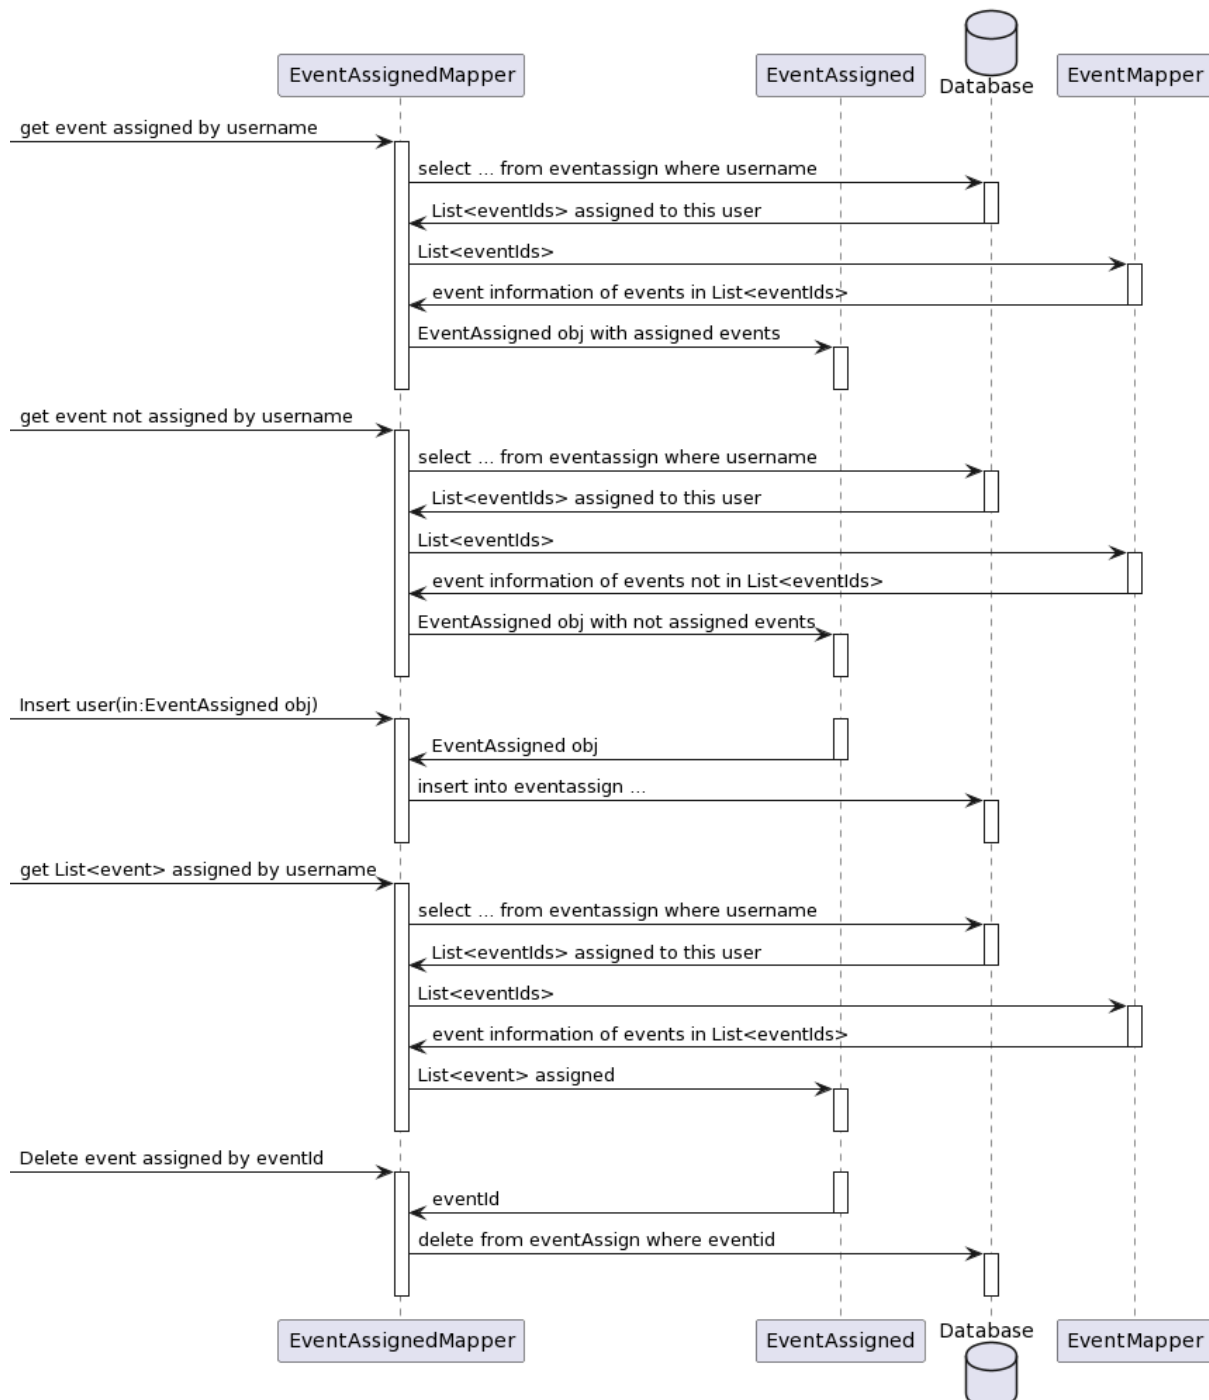 Database
EventAssignedMapper
EventAssigned
EventMapper
get event assigned by username
select ... from eventassign where username
List<eventIds> assigned to this user
List<eventIds>
event information of events in List<eventIds>
EventAssigned obj with assigned events
get event not assigned by username
select ... from eventassign where username
List<eventIds> assigned to this user
List<eventIds>
event information of events not in List<eventIds>
EventAssigned obj with not assigned events
Insert user(in:EventAssigned obj)
EventAssigned obj
insert into eventassign ...
get List<event> assigned by username
select ... from eventassign where username
List<eventIds> assigned to this user
List<eventIds>
event information of events in List<eventIds>
List<event> assigned
Delete event assigned by eventId
eventId
delete from eventAssign where eventid
EventAssignedMapper
EventAssigned
Database
EventMapper